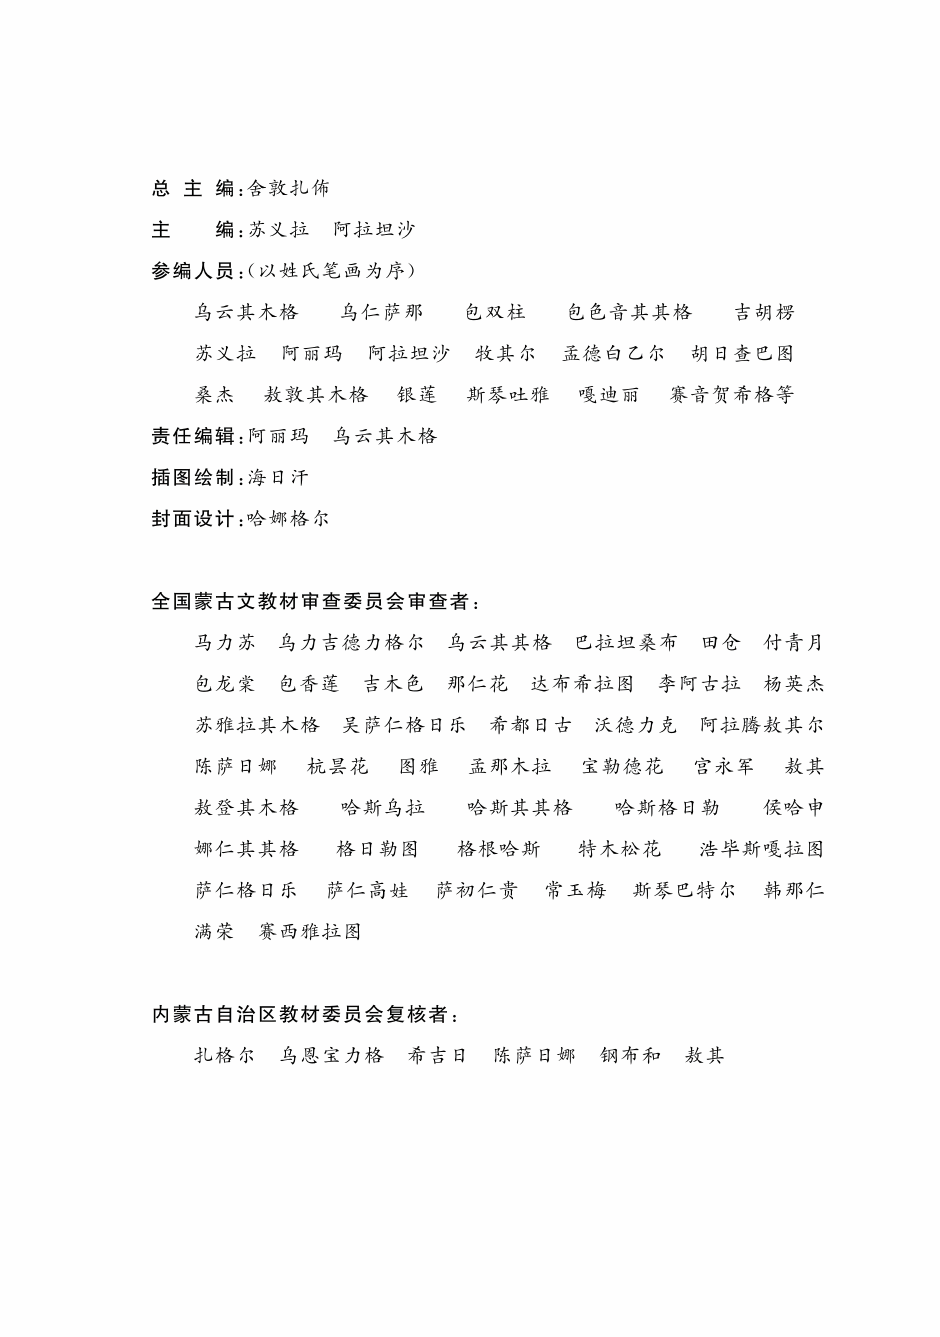 总 主 编:舍敦扎佈
主　　编:苏义拉　阿拉坦沙
参编人员:(以姓氏笔画为序)
乌云其木格　乌仁萨那　包双柱　包色音其其格　吉胡楞
苏义拉　阿丽玛　阿拉坦沙　牧其尔　孟德白乙尔　胡日查巴图
桑杰　敖敦其木格　银莲　斯琴吐雅　嘎迪丽　赛音贺希格等
责任编辑:阿丽玛　乌云其木格
插图绘制:海日汗
封面设计:哈娜格尔
全国蒙古文教材审查委员会审查者:
马力苏　乌力吉德力格尔　乌云其其格　巴拉坦桑布　田仓　付青月
包龙棠　包香莲　吉木色　那仁花　达布希拉图　李阿古拉　杨英杰
苏雅拉其木格　吴萨仁格日乐　希都日古　沃德力克　阿拉腾敖其尔
陈萨日娜　杭昙花　图雅　孟那木拉　宝勒德花　宫永军　敖其
敖登其木格　哈斯乌拉　哈斯其其格　哈斯格日勒　侯哈申
娜仁其其格　格日勒图　格根哈斯　特木松花　浩毕斯嘎拉图
萨仁格日乐　萨仁高娃　萨初仁贵　常玉梅　斯琴巴特尔　韩那仁
满荣　赛西雅拉图
内蒙古自治区教材委员会复核者:
扎格尔　乌恩宝力格　希吉日　陈萨日娜　钢布和　敖其